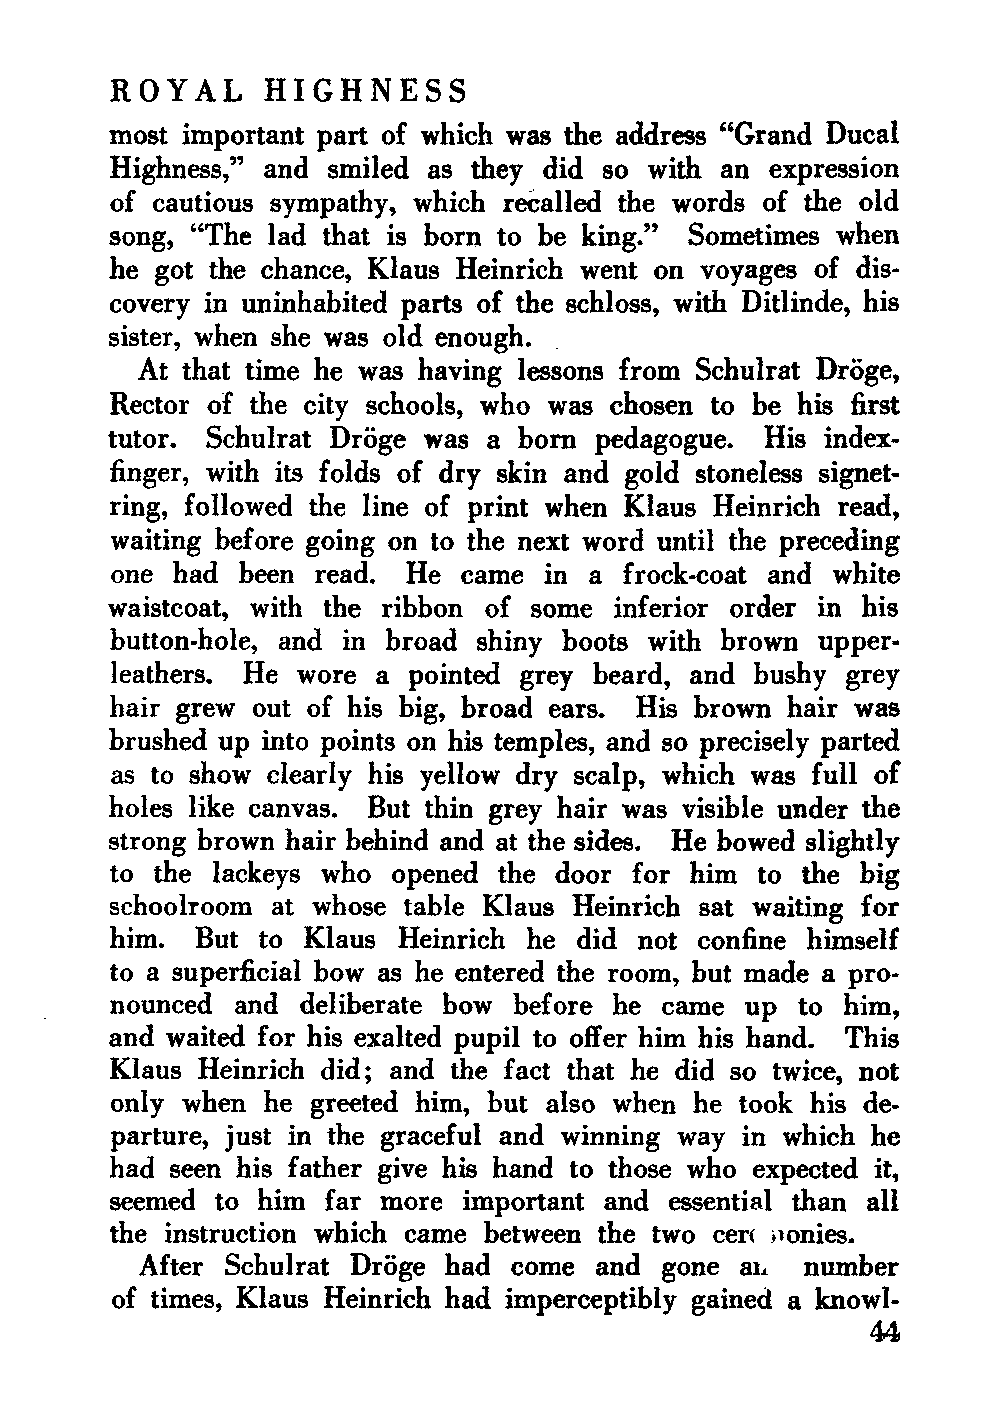 ROYAL HIGHNESS
most important part of which was the address “Grand Ducal
Highness,” and smiled as they did so with an expression
of cautious sympathy, which recalled the words of the old
song, “The lad that is born to be king.” Sometimes when
he got the chance, Klaus Heinrich went on voyages of dis-
covery in uninhabited parts of the schloss, with Ditlinde, his
sister, when she was old enough.
At that time he was having lessons from Schulrat Dröge,
Rector of the city schools, who was chosen to be his first
tutor. Schulrat Dröge was a born pedagogue. His index-
finger, with its folds of dry skin and gold stoneless signet-
ring, followed the line of print when Klaus Heinrich read,
waiting before going on to the next word until the preceding
one had been read. He came in a frock-coat and white
waistcoat, with the ribbon of some inferior order in his
button-hole, and in broad shiny boots with brown upper-
leathers. He wore a pointed grey beard, and bushy grey
hair grew out of his big, broad ears. His brown hair was
brushed up into points on his temples, and so precisely parted
as to show clearly his yellow dry scalp, which was full of
holes like canvas. But thin grey hair was visible under the
strong brown hair behind and at the sides. He bowed slightly
to the lackeys who opened the door for him to the big
schoolroom at whose table Klaus Heinrich sat waiting for
him. But to Klaus Heinrich he did not confine himself
to a superficial bow as he entered the room, but made a pro-
nounced and deliberate bow before he came up to him,
and waited for his exalted pupil to offer him his hand. This
Klaus Heinrich did; and the fact that he did so twice, not
only when he greeted him, but also when he took his de-
parture, just in the graceful and winning way in which he
had seen his father give his hand to those who expected it,
seemed to him far more important and essential than all
the instruction which came between the two ceremonies.
After Schulrat Dröge had come and gone number
of times, Klaus Heinrich had imperceptibly gained a knowl-
44